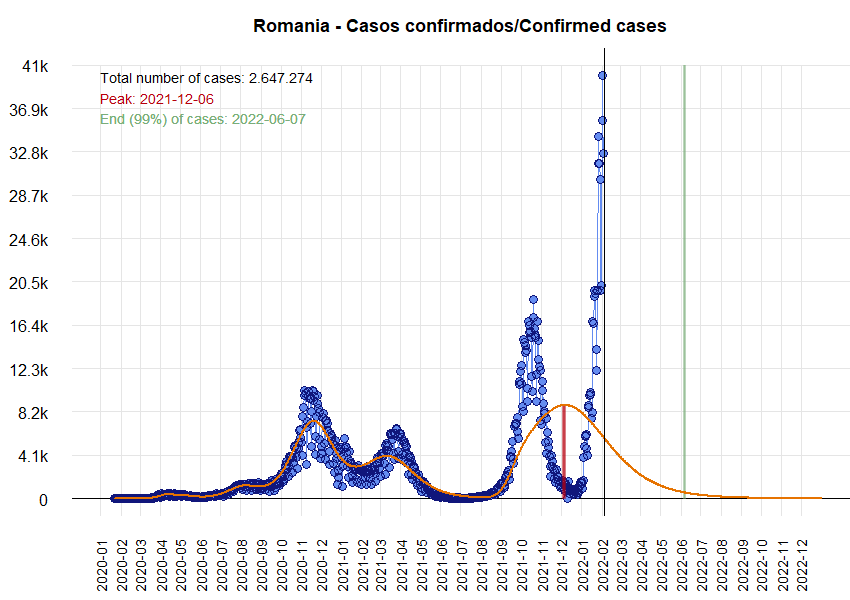 Romania - Casos confirmados/Confirmed cases
Total number of cases: 2.647.274
Peak: 2021-12-06
End (99%) of cases: 2022-06-07
41k
36.9k
32.8k
28.7k
24.6k
20.5k
16.4k
12.3k
8.2k
4.1k
0
2020-01
2020-02
2020-03
2020-04
2020-05
2020-06
2020-07
2020-08
2020-09
2020-10
2020-11
2020-12
2021-01
2021-02
2021-03
2021-04
2021-05
2021-06
2021-07
2021-08
2021-09
2021-10
2021-11
2021-12
2022-01
2022-02
2022-03
2022-04
2022-05
2022-06
2022-07
2022-08
2022-09
2022-10
2022-11
2022-12